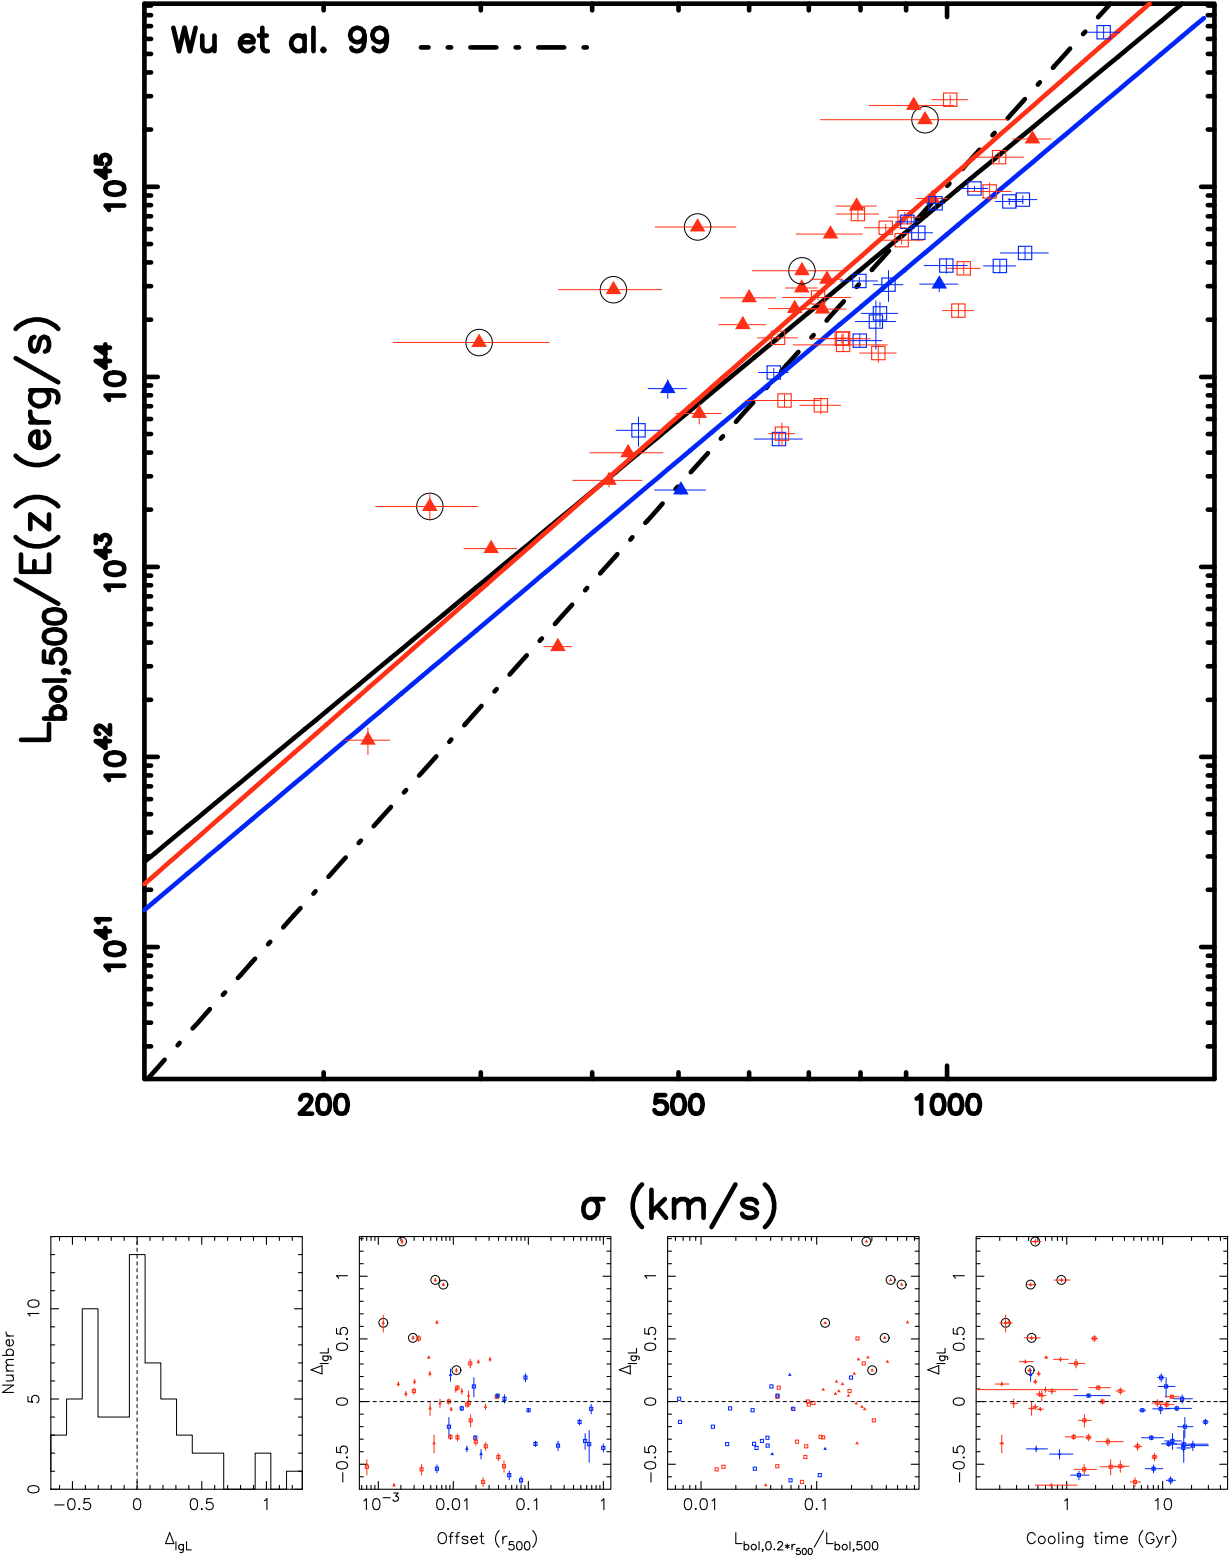 Wu et al. 99
L_bol,500/E(z) (erg/s)
10^45
10^44
10^43
10^42
10^41
200 500 1000
σ (km/s)
Number
10
5
0
−0.5 0 0.5 1
Δ_lgL
Δ_lgL
1
0.5
0
−0.5
10^−3 0.01 0.1 1
Offset (r_500)
Δ_lgL
1
0.5
0
−0.5
0.01 0.1
L_bol,0.2*r_500/L_bol,500
Δ_lgL
1
0.5
0
−0.5
1 10
Cooling time (Gyr)